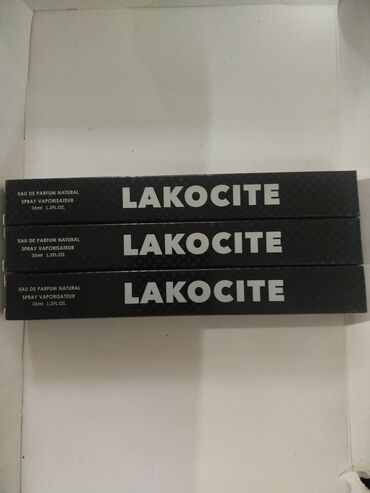 EAU DE PARFUM NATURAL
SPRAY VAPORISATEUR
35ml 1.2FL.OZ.
LAKOCITE
EAU DE PARFUM NATURAL
SPRAY VAPORISATEUR
35ml 1.2FL.OZ.
LAKOCITE
EAU DE PARFUM NATURAL
SPRAY VAPORISATEUR
35ml 1.2FL.OZ.
LAKOCITE